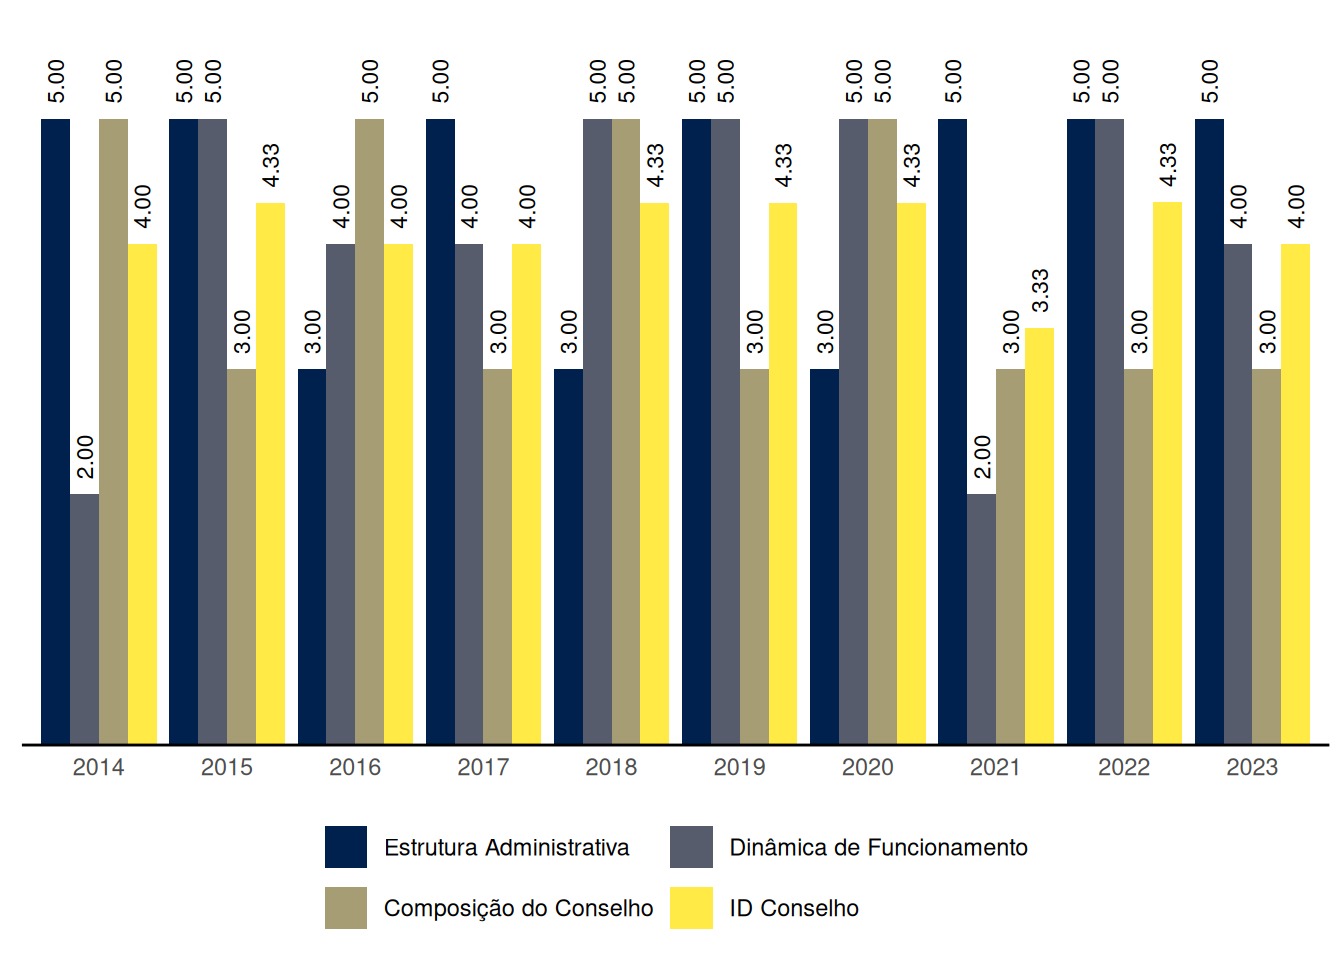 5.00 2.00 5.00 4.00
5.00 5.00 3.00 4.33
3.00 4.00 5.00 4.00
5.00 4.00 3.00 4.00
3.00 5.00 5.00 4.33
5.00 5.00 3.00 4.33
3.00 5.00 5.00 4.33
5.00 2.00 3.00 3.33
5.00 5.00 3.00 4.33
5.00 4.00 3.00 4.00
2014 2015 2016 2017 2018 2019 2020 2021 2022 2023
Estrutura Administrativa Dinâmica de Funcionamento
Composição do Conselho ID Conselho